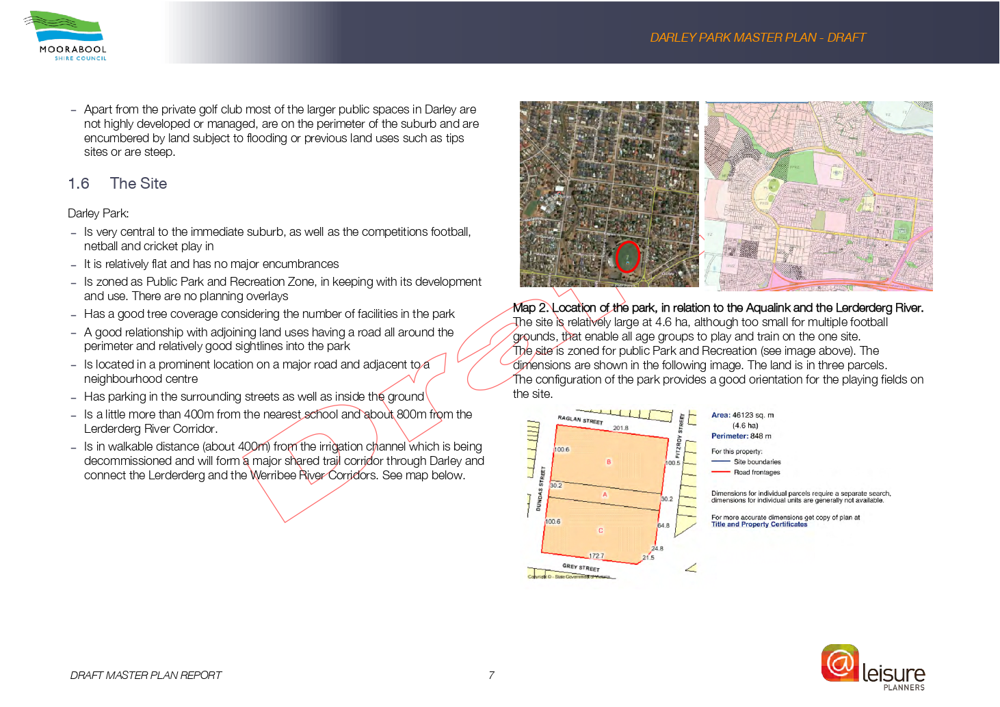 MOORABOOL
SHIRE COUNCIL
DARLEY PARK MASTER PLAN - DRAFT
– Apart from the private golf club most of the larger public spaces in Darley are
not highly developed or managed, are on the perimeter of the suburb and are
encumbered by land subject to flooding or previous land uses such as tips
sites or are steep.
1.6 The Site
Darley Park:
– Is very central to the immediate suburb, as well as the competitions football,
netball and cricket play in
– It is relatively flat and has no major encumbrances
– Is zoned as Public Park and Recreation Zone, in keeping with its development
and use. There are no planning overlays
– Has a good tree coverage considering the number of facilities in the park
– A good relationship with adjoining land uses having a road all around the
perimeter and relatively good sightlines into the park
– Is located in a prominent location on a major road and adjacent to a
neighbourhood centre
– Has parking in the surrounding streets as well as inside the ground
– Is a little more than 400m from the nearest school and about 800m from the
Lerderderg River Corridor.
– Is in walkable distance (about 400m) from the irrigation channel which is being
decommissioned and will form a major shared trail corridor through Darley and
connect the Lerderderg and the Werribee River Corridors. See map below.
Draft
Map 2. Location of the park, in relation to the Aqualink and the Lerderderg River.
The site is relatively large at 4.6 ha, although too small for multiple football
grounds, that enable all age groups to play and train on the one site.
The site is zoned for public Park and Recreation (see image above). The
dimensions are shown in the following image. The land is in three parcels.
The configuration of the park provides a good orientation for the playing fields on
the site.
RAGLAN STREET
201.8
FITZROY STREET
100.6
B
100.5
DUNDAS STREET
30.2
A
30.2
100.6
C
64.8
24.8
172.7
21.5
GREY STREET
Copyright © - State Government of Victoria
Area: 46123 sq. m
(4.6 ha)
Perimeter: 848 m
For this property:
Site boundaries
Road frontages
Dimensions for individual parcels require a separate search,
dimensions for individual units are generally not available.
For more accurate dimensions get copy of plan at
Title and Property Certificates
DRAFT MASTER PLAN REPORT
7
@leisure
PLANNERS